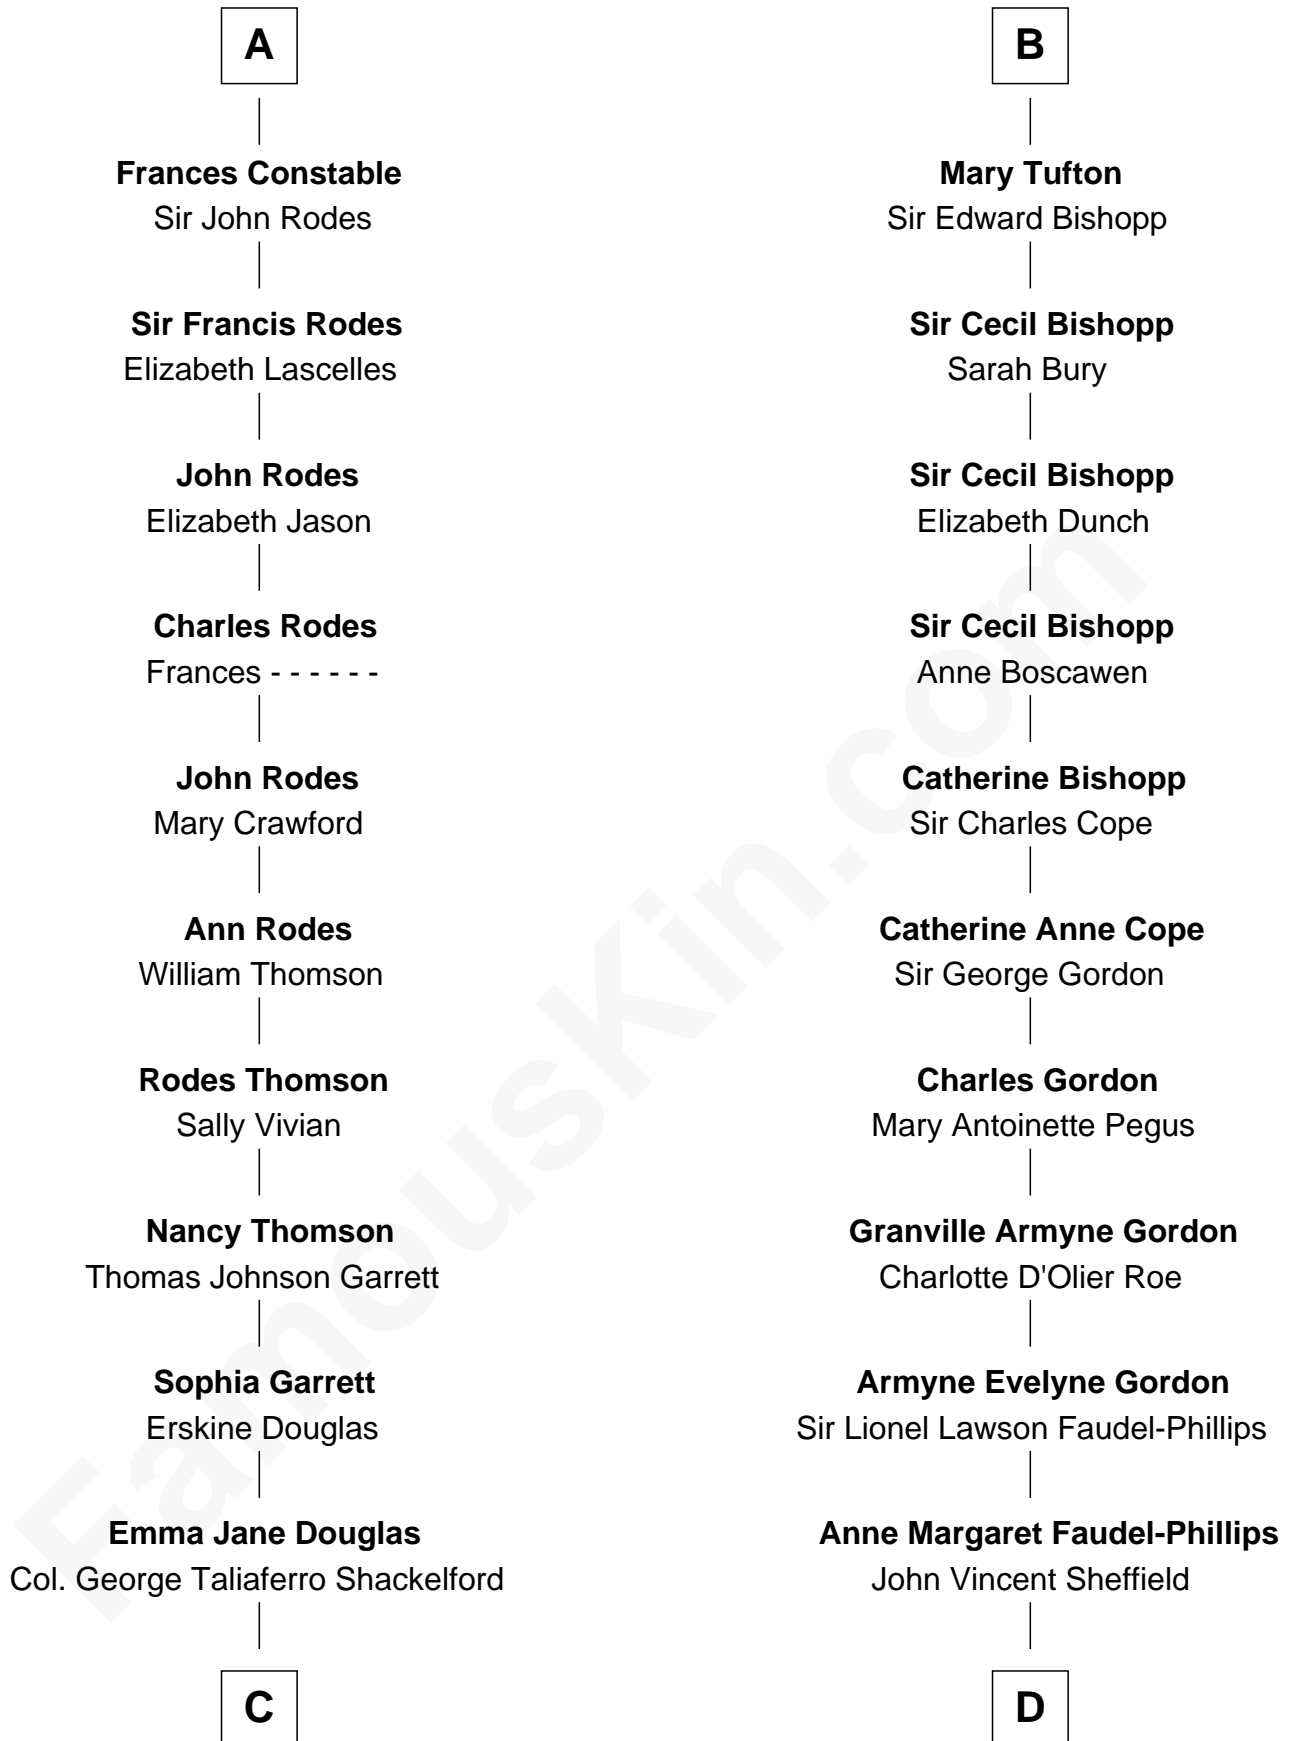 A
Frances Constable
Sir John Rodes
Sir Francis Rodes
Elizabeth Lascelles
John Rodes
Elizabeth Jason
Charles Rodes
Frances - - - - - -
John Rodes
Mary Crawford
Ann Rodes
William Thomson
Rodes Thomson
Sally Vivian
Nancy Thomson
Thomas Johnson Garrett
Sophia Garrett
Erskine Douglas
Emma Jane Douglas
Col. George Taliaferro Shackelford
C
B
Mary Tufton
Sir Edward Bishopp
Sir Cecil Bishopp
Sarah Bury
Sir Cecil Bishopp
Elizabeth Dunch
Sir Cecil Bishopp
Anne Boscawen
Catherine Bishopp
Sir Charles Cope
Catherine Anne Cope
Sir George Gordon
Charles Gordon
Mary Antoinette Pegus
Granville Armyne Gordon
Charlotte D'Olier Roe
Armyne Evelyne Gordon
Sir Lionel Lawson Faudel-Phillips
Anne Margaret Faudel-Phillips
John Vincent Sheffield
D
FamousKin.com